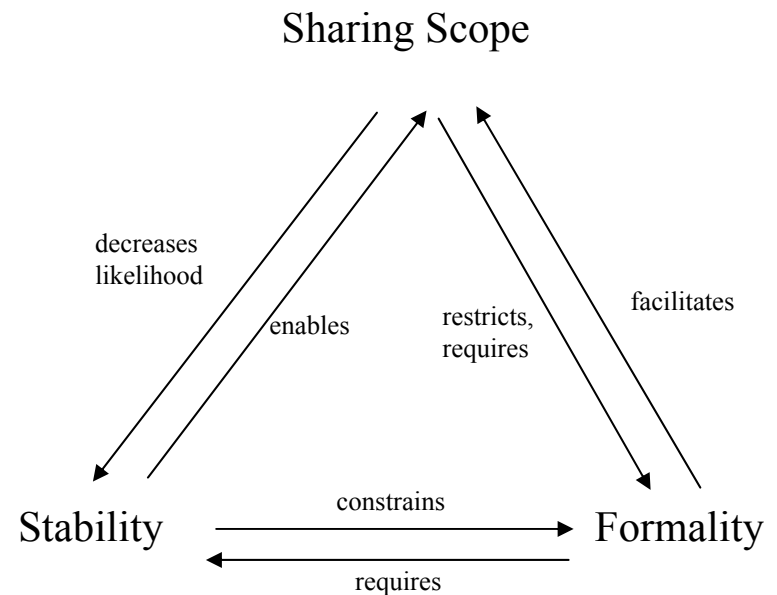 Sharing Scope
decreases
likelihood
enables
restricts,
requires
facilitates
constrains
Stability
Formality
requires